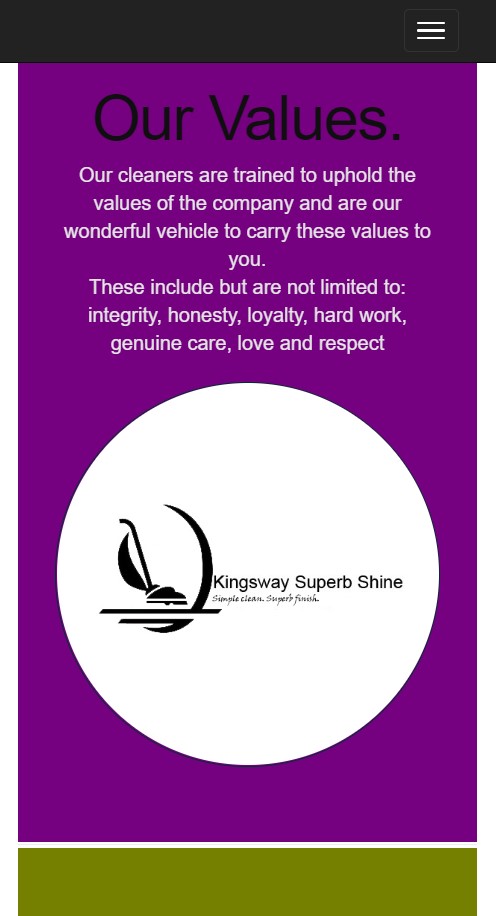 Our Values.
Our cleaners are trained to uphold the
values of the company and are our
wonderful vehicle to carry these values to
you.
These include but are not limited to:
integrity, honesty, loyalty, hard work,
genuine care, love and respect
Kingsway Superb Shine
Simple clean. Superb finish.